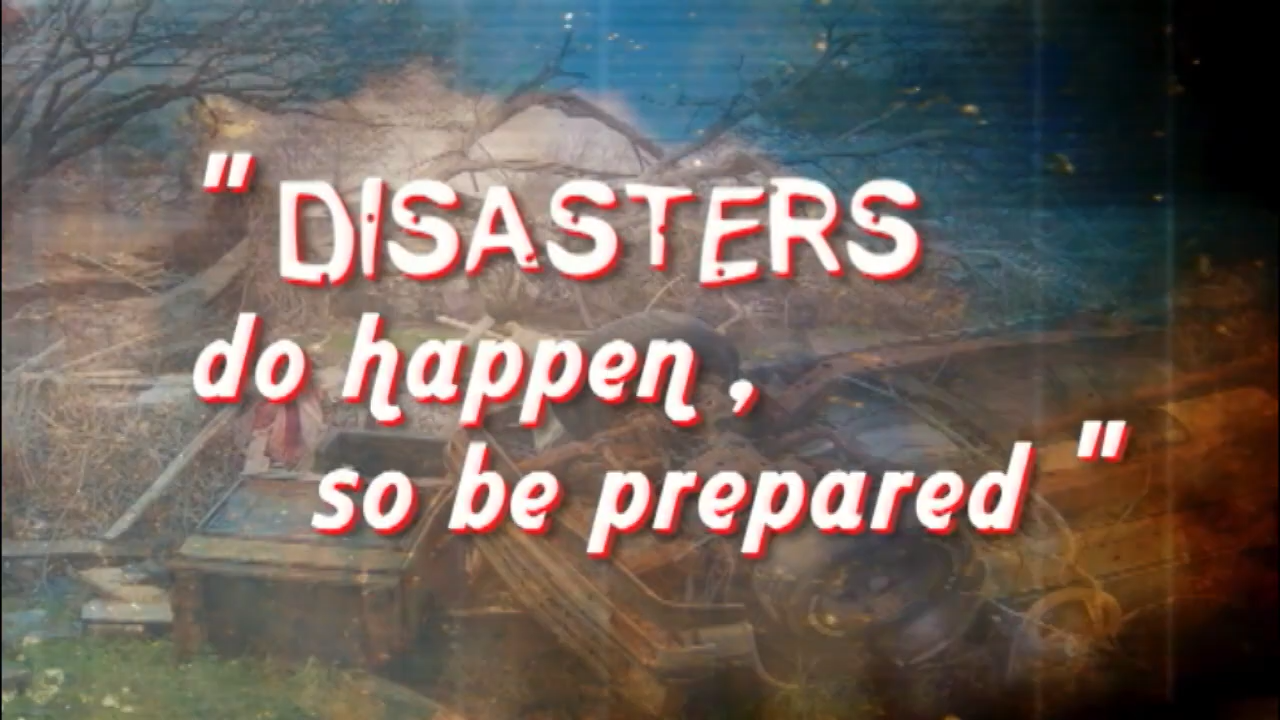 " DISASTERS
do happen ,
so be prepared "